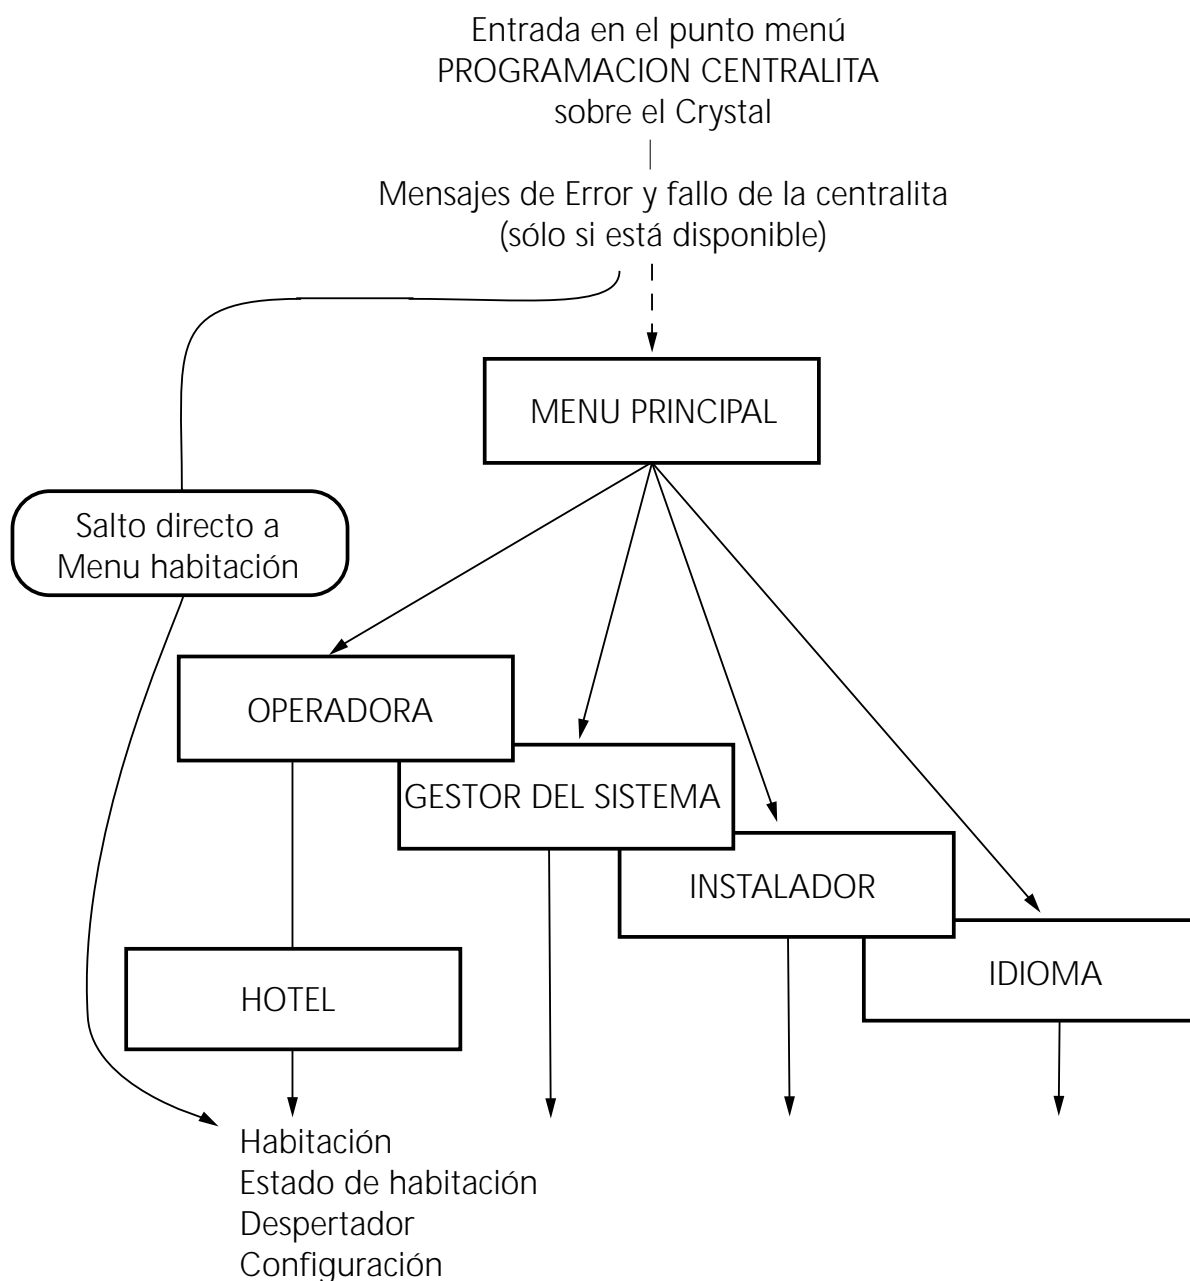 Entrada en el punto menú
PROGRAMACION CENTRALITA
sobre el Crystal
Mensajes de Error y fallo de la centralita
(sólo si está disponible)
MENU PRINCIPAL
Salto directo a
Menu habitación
OPERADORA
GESTOR DEL SISTEMA
INSTALADOR
IDIOMA
HOTEL
Habitación
Estado de habitación
Despertador
Configuración